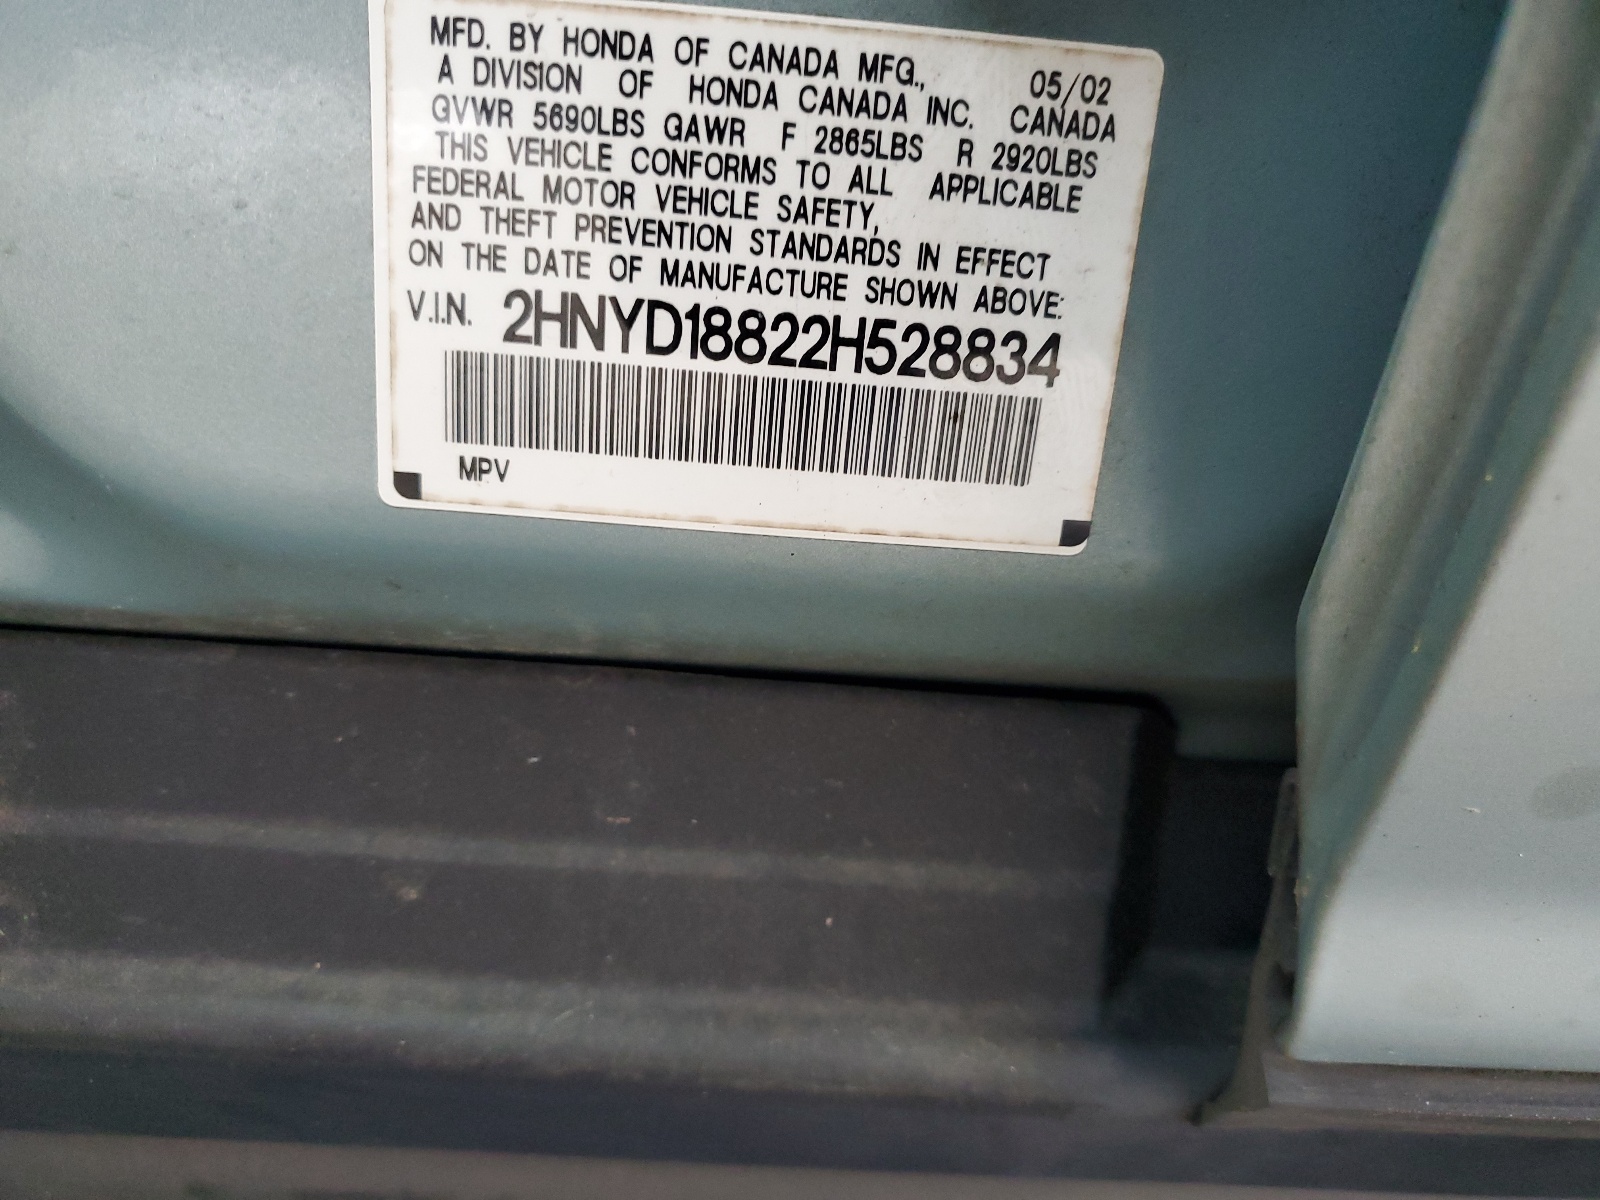 MFD. BY HONDA OF CANADA MFG., 05/02
A DIVISION OF HONDA CANADA INC. CANADA
GVWR 5690LBS GAWR F 2865LBS R 2920LBS
THIS VEHICLE CONFORMS TO ALL APPLICABLE
FEDERAL MOTOR VEHICLE SAFETY,
AND THEFT PREVENTION STANDARDS IN EFFECT
ON THE DATE OF MANUFACTURE SHOWN ABOVE:
V.I.N. 2HNYD18822H528834
MPV